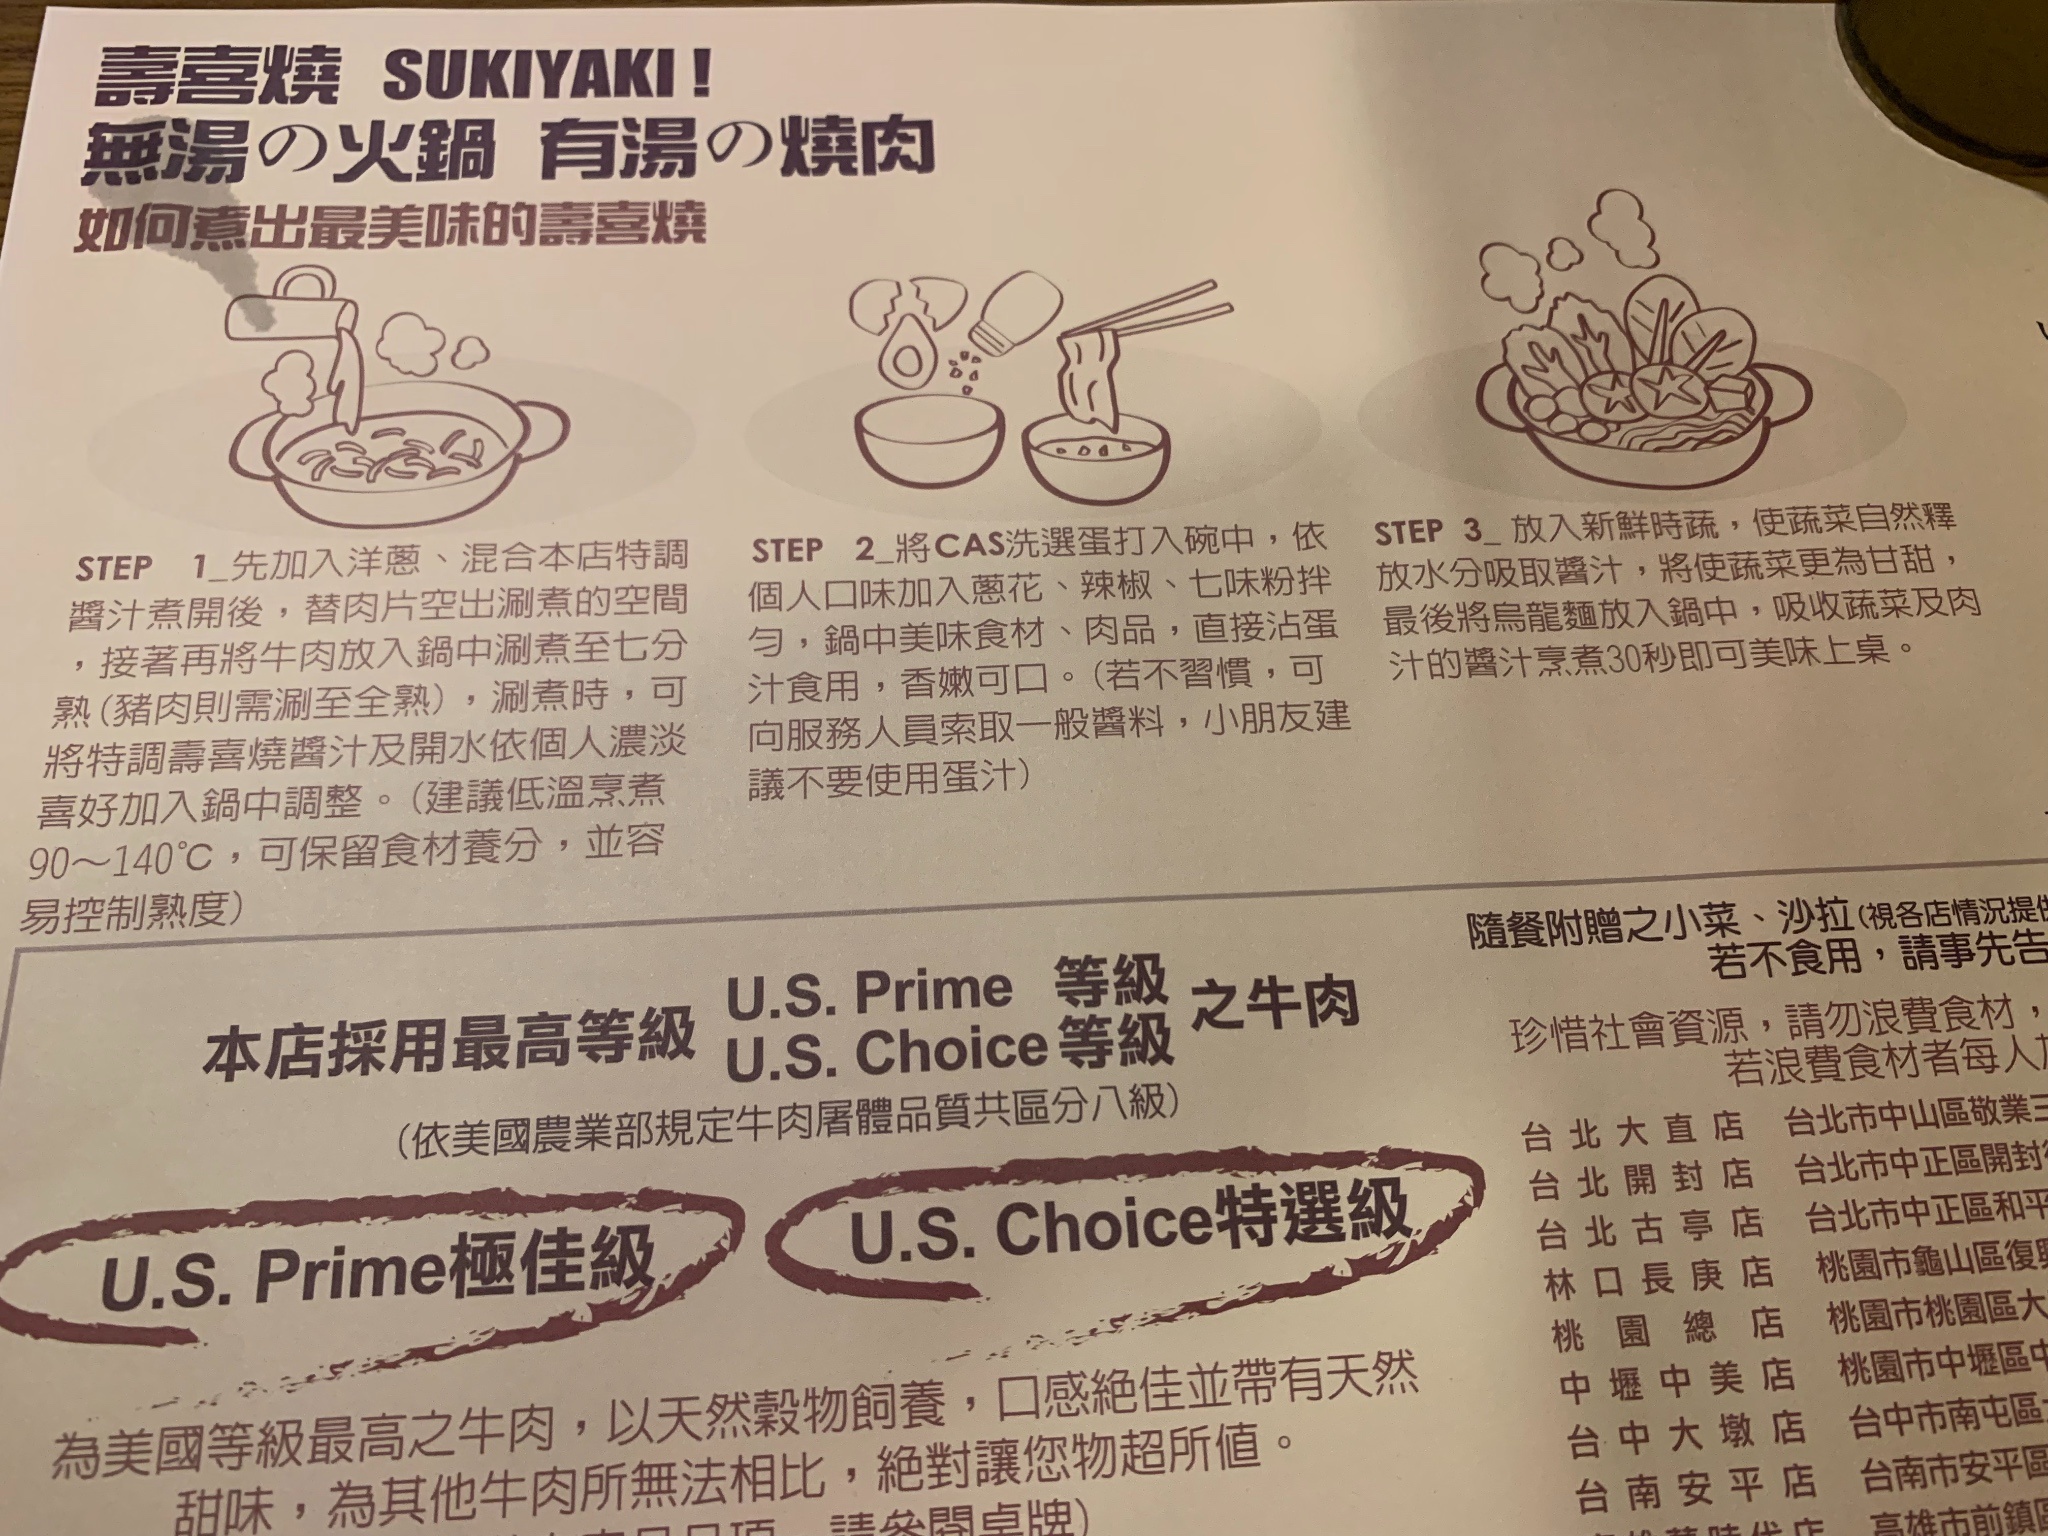 壽喜燒 SUKIYAKI!
無湯の火鍋 有湯の燒肉
如何煮出最美味的壽喜燒
STEP 1_先加入洋蔥、混合本店特調
醬汁煮開後，替肉片空出涮煮的空間
，接著再將牛肉放入鍋中涮煮至七分
熟(豬肉則需涮至全熟)，涮煮時，可
將特調壽喜燒醬汁及開水依個人濃淡
喜好加入鍋中調整。(建議低溫烹煮
90～140℃，可保留食材養分，並容
易控制熟度)
STEP 2_將CAS洗選蛋打入碗中，依
個人口味加入蔥花、辣椒、七味粉拌
勻，鍋中美味食材、肉品，直接沾蛋
汁食用，香嫩可口。(若不習慣，可
向服務人員索取一般醬料，小朋友建
議不要使用蛋汁)
STEP 3_放入新鮮時蔬，使蔬菜自然釋
放水分吸取醬汁，將使蔬菜更為甘甜，
最後將烏龍麵放入鍋中，吸收蔬菜及肉
汁的醬汁烹煮30秒即可美味上桌。
本店採用最高等級 U.S. Prime 等級
U.S. Choice 等級 之牛肉
(依美國農業部規定牛肉屠體品質共區分八級)
U.S. Prime極佳級
U.S. Choice特選級
為美國等級最高之牛肉，以天然穀物飼養，口感絕佳並帶有天然
甜味，為其他牛肉所無法相比，絕對讓您物超所值。
請參閱桌牌)
隨餐附贈之小菜、沙拉(視各店情況提供
若不食用，請事先告
珍惜社會資源，請勿浪費食材，
若浪費食材者每人加
台北大直店 台北市中山區敬業三
台北開封店 台北市中正區開封
台北古亭店 台北市中正區和平
林口長庚店 桃園市龜山區復興
桃園總店 桃園市桃園區大
中壢中美店 桃園市中壢區中
台中大墩店 台中市南屯區
台南安平店 台南市安平區
高雄市前鎮區